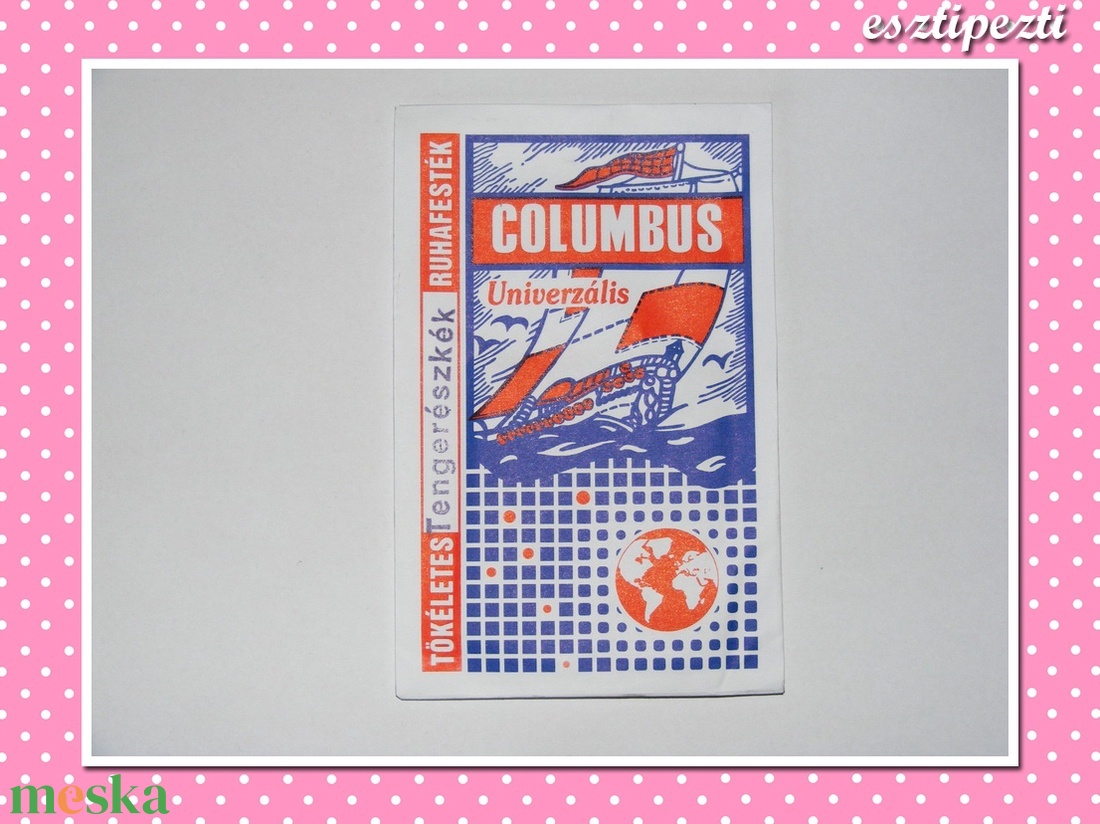 esztipezti
COLUMBUS
Univerzális
TÖKÉLETES Tengerészkék RUHAFESTÉK
meska